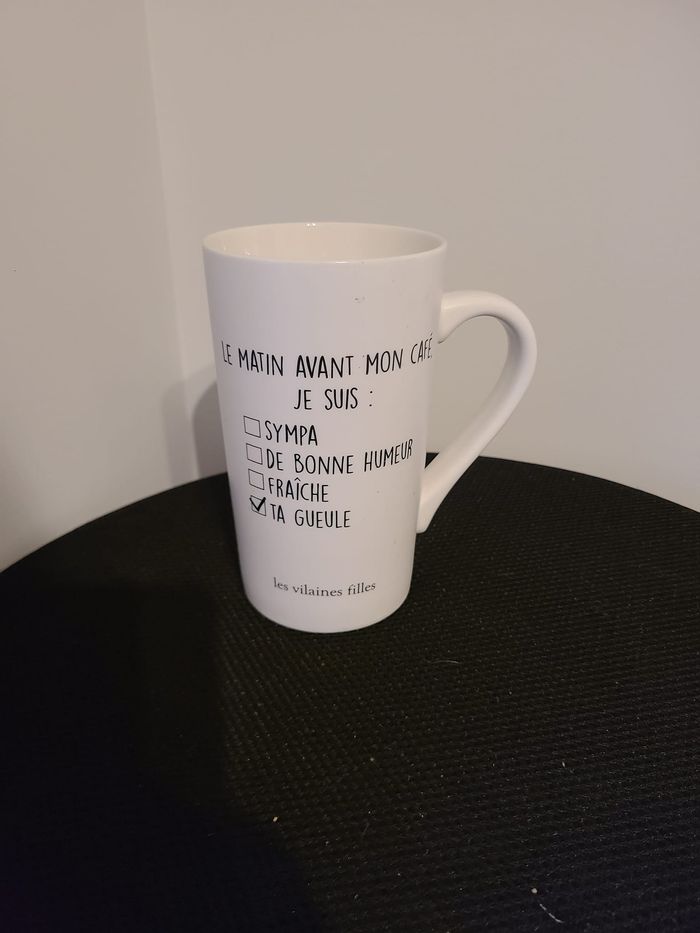 LE MATIN AVANT MON CAFÉ,
JE SUIS :
☐ SYMPA
☐ DE BONNE HUMEUR
☐ FRAÎCHE
☑ TA GUEULE
les vilaines filles